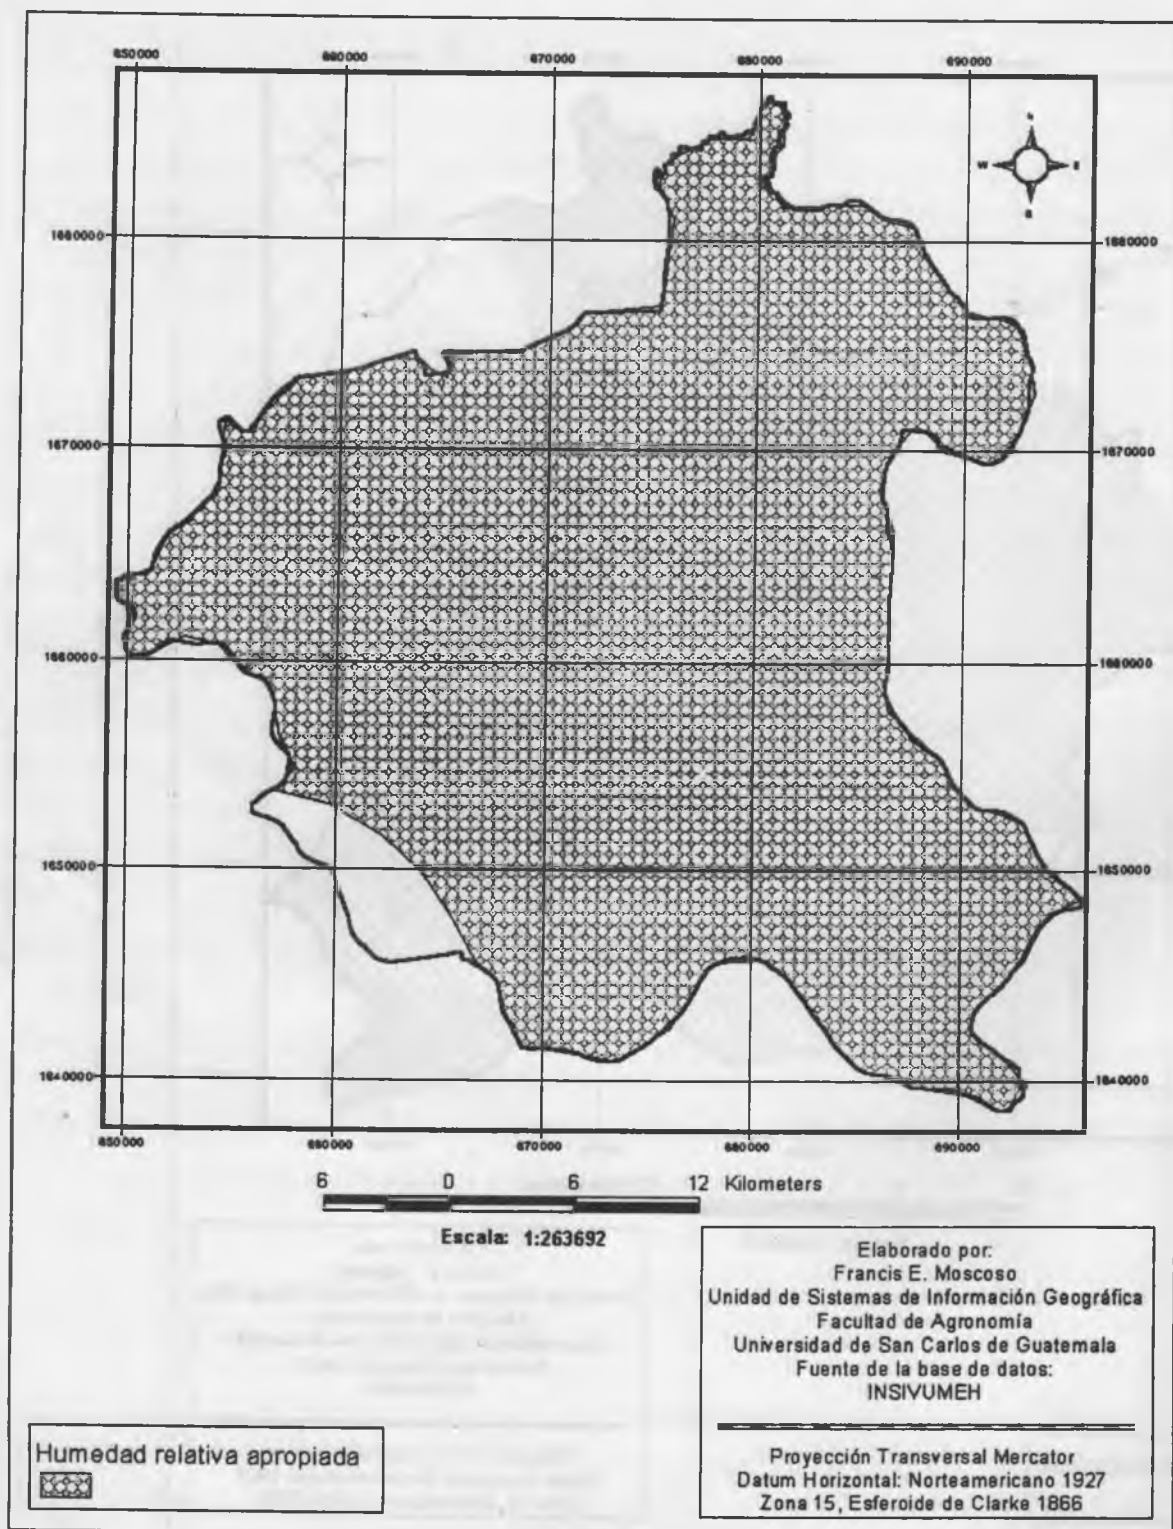 650000 660000 670000 680000 690000
W E
S
1680000 1680000
1670000 1670000
1660000 1660000
1650000 1650000
1640000 1640000
650000 660000 670000 680000 690000
6 0 6 12 Kilometers
Escala: 1:263692
Elaborado por:
Francis E. Moscoso
Unidad de Sistemas de Información Geográfica
Facultad de Agronomía
Universidad de San Carlos de Guatemala
Fuente de la base de datos:
INSIVUMEH
Humedad relativa apropiada
Proyección Transversal Mercator
Datum Horizontal: Norteamericano 1927
Zona 15, Esferoide de Clarke 1866